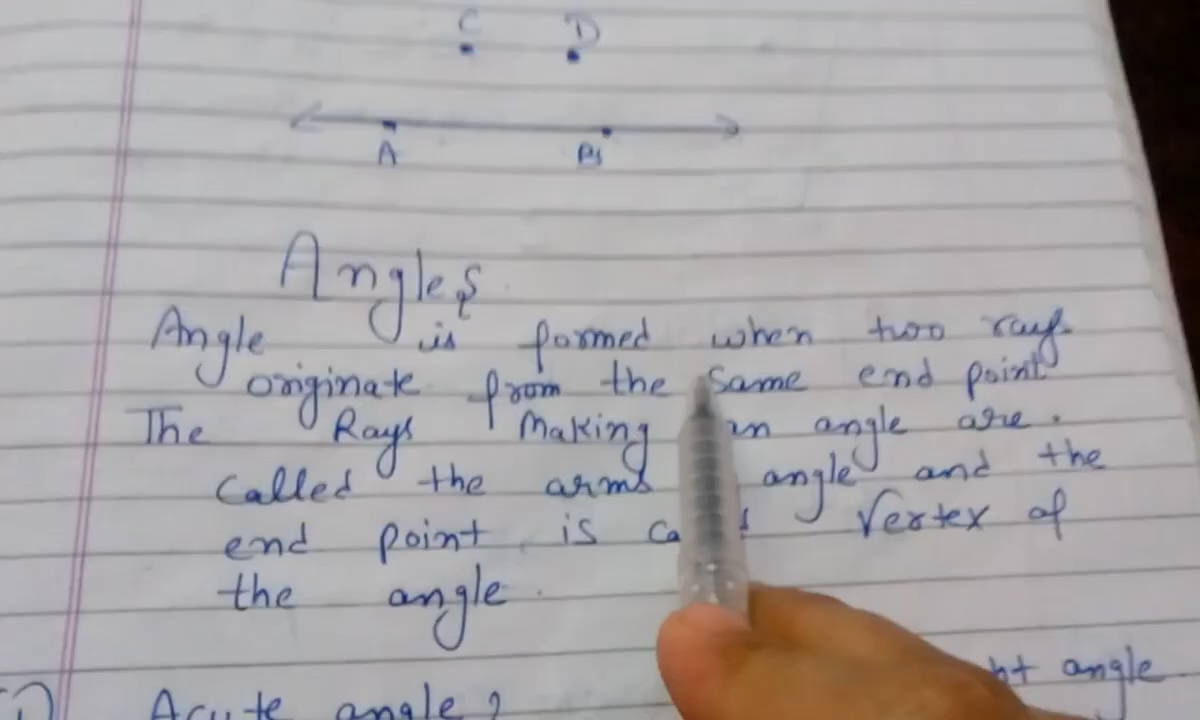 C D
A B
Angles
Angle is formed when two rays
originate from the same end point
The Rays Making an angle are.
Called the arms angle and the
end point is Vertex of
the angle.
Acute angle angle